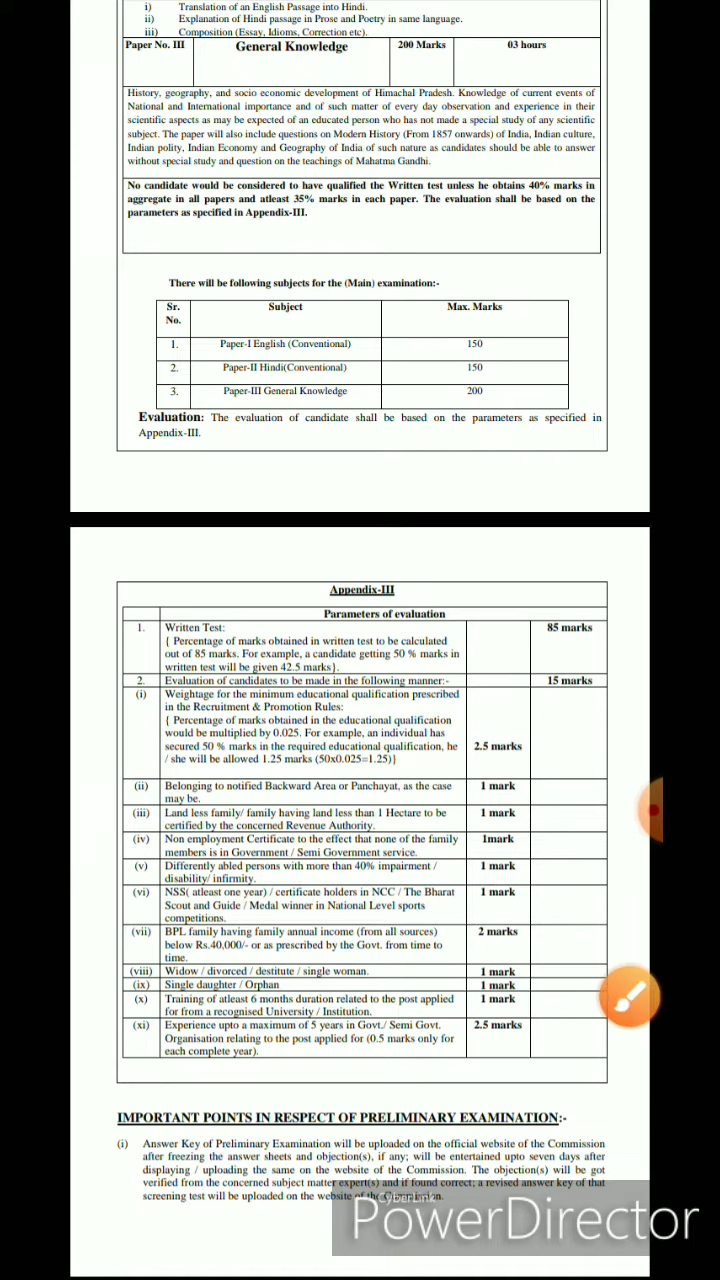 i) Translation of an English Passage into Hindi.
ii) Explanation of Hindi passage in Prose and Poetry in same language.
iii) Composition (Essay, Idioms, Correction etc).
Paper No. III General Knowledge 200 Marks 03 hours
History, geography, and socio economic development of Himachal Pradesh. Knowledge of current events of
National and International importance and of such matter of every day observation and experience in their
scientific aspects as may be expected of an educated person who has not made a special study of any scientific
subject. The paper will also include questions on Modern History (From 1857 onwards) of India, Indian culture,
Indian polity, Indian Economy and Geography of India of such nature as candidates should be able to answer
without special study and question on the teachings of Mahatma Gandhi.
No candidate would be considered to have qualified the Written test unless he obtains 40% marks in
aggregate in all papers and atleast 35% marks in each paper. The evaluation shall be based on the
parameters as specified in Appendix-III.
There will be following subjects for the (Main) examination:-
Sr. No. Subject Max. Marks
1. Paper-I English (Conventional) 150
2. Paper-II Hindi(Conventional) 150
3. Paper-III General Knowledge 200
Evaluation: The evaluation of candidate shall be based on the parameters as specified in
Appendix-III.
Appendix-III
Parameters of evaluation
1. Written Test: 85 marks
{ Percentage of marks obtained in written test to be calculated
out of 85 marks. For example, a candidate getting 50 % marks in
written test will be given 42.5 marks}.
2. Evaluation of candidates to be made in the following manner:- 15 marks
(i) Weightage for the minimum educational qualification prescribed
in the Recruitment & Promotion Rules:
{ Percentage of marks obtained in the educational qualification
would be multiplied by 0.025. For example, an individual has
secured 50 % marks in the required educational qualification, he 2.5 marks
/ she will be allowed 1.25 marks (50x0.025=1.25)}
(ii) Belonging to notified Backward Area or Panchayat, as the case 1 mark
may be.
(iii) Land less family/ family having land less than 1 Hectare to be 1 mark
certified by the concerned Revenue Authority.
(iv) Non employment Certificate to the effect that none of the family 1mark
members is in Government / Semi Government service.
(v) Differently abled persons with more than 40% impairment / 1 mark
disability/ infirmity.
(vi) NSS( atleast one year) / certificate holders in NCC / The Bharat 1 mark
Scout and Guide / Medal winner in National Level sports
competitions.
(vii) BPL family having family annual income (from all sources) 2 marks
below Rs.40,000/- or as prescribed by the Govt. from time to
time.
(viii) Widow / divorced / destitute / single woman. 1 mark
(ix) Single daughter / Orphan 1 mark
(x) Training of atleast 6 months duration related to the post applied 1 mark
for from a recognised University / Institution.
(xi) Experience upto a maximum of 5 years in Govt./ Semi Govt. 2.5 marks
Organisation relating to the post applied for (0.5 marks only for
each complete year).
IMPORTANT POINTS IN RESPECT OF PRELIMINARY EXAMINATION:-
(i) Answer Key of Preliminary Examination will be uploaded on the official website of the Commission
after freezing the answer sheets and objection(s), if any; will be entertained upto seven days after
displaying / uploading the same on the website of the Commission. The objection(s) will be got
verified from the concerned subject matter expert(s) and if found correct; a revised answer key of that
screening test will be uploaded on the website of the
CyberLink
PowerDirector